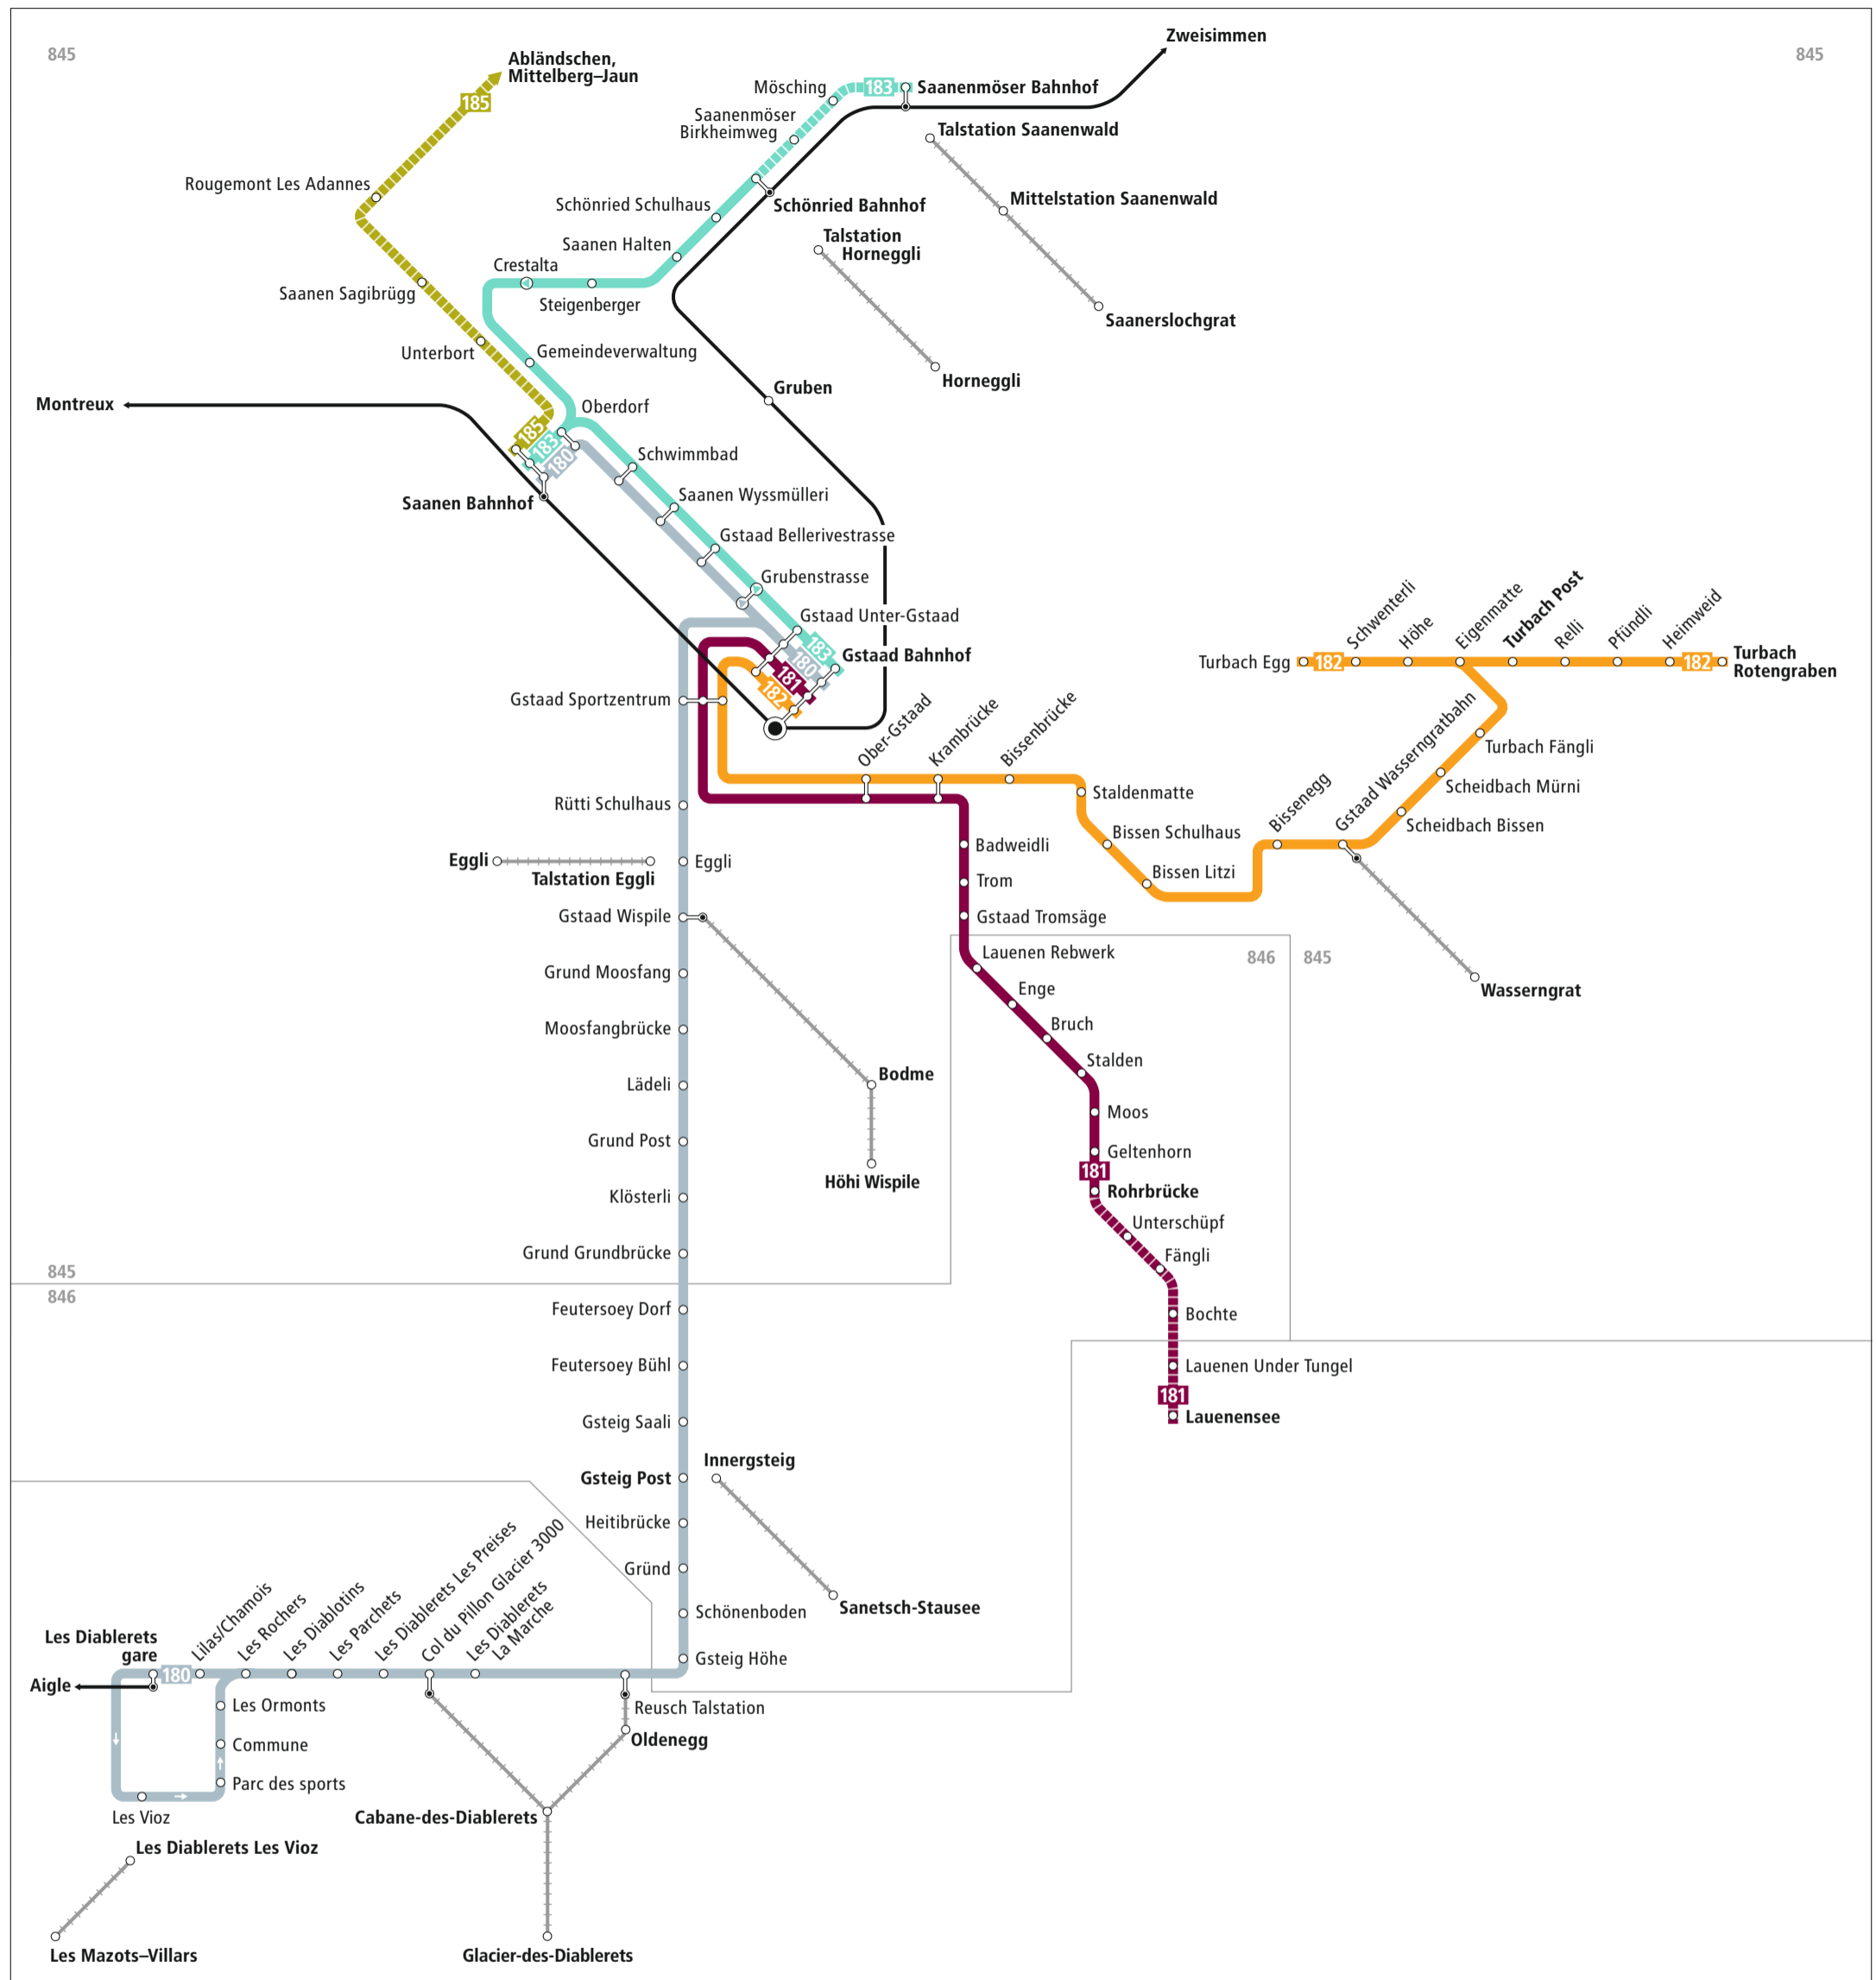 845
845
Zweisimmen
Abländschen,
Mittelberg–Jaun
185
Mösching
183
Saanenmöser Bahnhof
Saanenmöser
Birkheimweg
Talstation Saanenwald
Rougemont Les Adannes
Schönried Schulhaus
Schönried Bahnhof
Mittelstation Saanenwald
Saanen Halten
Talstation
Horneggli
Crestalta
Saanen Sagibrügg
Steigenberger
Saanerslochgrat
Unterbort
Gemeindeverwaltung
Horneggli
Gruben
Montreux
Oberdorf
185
183
180
Schwimmbad
Saanen Bahnhof
Saanen Wyssmülleri
Gstaad Bellerivestrasse
Grubenstrasse
Gstaad Unter-Gstaad
183
180
181
182
Gstaad Bahnhof
Gstaad Sportzentrum
Ober-Gstaad
Krambrücke
Bissenbrücke
Turbach Egg
182
Schwenterli
Höhe
Eigenmatte
Turbach Post
Relli
Pfündli
Heimweid
182
Turbach
Rotengraben
Turbach Fängli
Scheidbach Mürni
Scheidbach Bissen
Gstaad Wasserngratbahn
Bissenegg
Staldenmatte
Bissen Schulhaus
Bissen Litzi
Rütti Schulhaus
Badweidli
Eggli
Talstation Eggli
Eggli
Trom
Gstaad Wispile
Gstaad Tromsäge
Lauenen Rebwerk
846
845
Grund Moosfang
Wasserngrat
Enge
Moosfangbrücke
Bruch
Stalden
Lädeli
Bodme
Moos
Grund Post
Geltenhorn
181
Höhi Wispile
Rohrbrücke
Klösterli
Unterschüpf
Grund Grundbrücke
Fängli
845
846
Feutersoey Dorf
Bochte
Feutersoey Bühl
Lauenen Under Tungel
181
Gsteig Saali
Lauenensee
Innergsteig
Gsteig Post
Heitibrücke
Gründ
Sanetsch-Stausee
Schönenboden
Gsteig Höhe
Les Diablerets
gare
180
Lilas/Chamois
Les Rochers
Les Diablotins
Les Parchets
Les Diablerets Les Preises
Col du Pillon Glacier 3000
Les Diablerets
La Marche
Aigle
Les Ormonts
Reusch Talstation
Commune
Oldenegg
Parc des sports
Les Vioz
Cabane-des-Diablerets
Les Diablerets Les Vioz
Les Mazots–Villars
Glacier-des-Diablerets